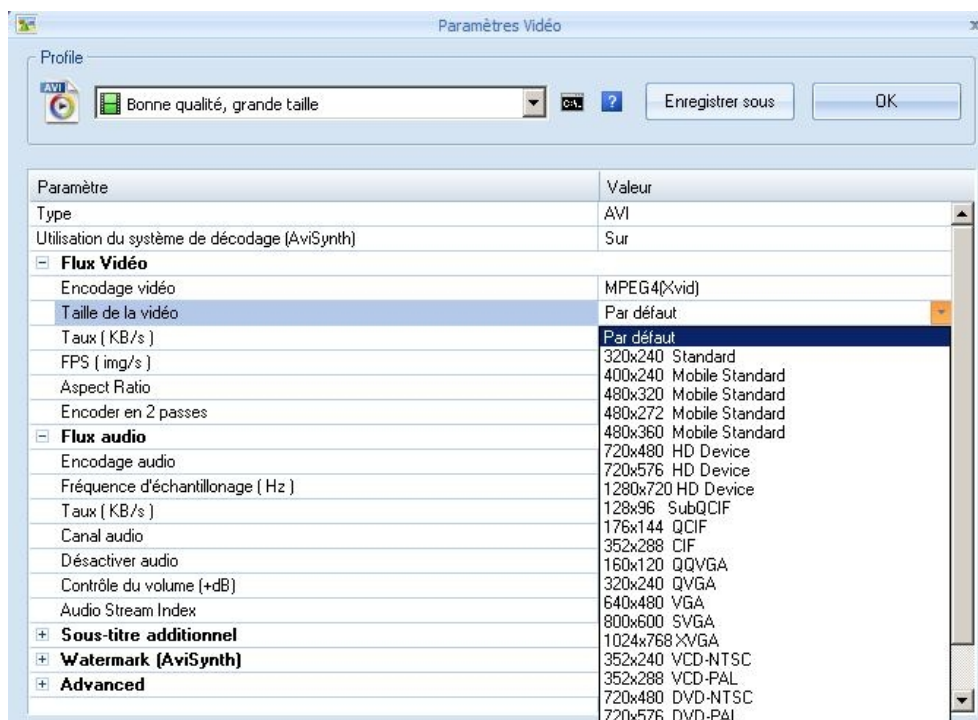 Paramètres Vidéo
Profile
AVI
Bonne qualité, grande taille
C:\.
?
Enregistrer sous
OK
Paramètre Valeur
Type AVI
Utilisation du système de décodage (AviSynth) Sur
Flux Vidéo
Encodage vidéo MPEG4(Xvid)
Taille de la vidéo Par défaut
Taux ( KB/s )
FPS ( img/s )
Aspect Ratio
Encoder en 2 passes
Flux audio
Encodage audio
Fréquence d'échantillonage ( Hz )
Taux ( KB/s )
Canal audio
Désactiver audio
Contrôle du volume (+dB)
Audio Stream Index
Sous-titre additionnel
Watermark (AviSynth)
Advanced
Par défaut
320x240 Standard
400x240 Mobile Standard
480x320 Mobile Standard
480x272 Mobile Standard
480x360 Mobile Standard
720x480 HD Device
720x576 HD Device
1280x720 HD Device
128x96 SubQCIF
176x144 QCIF
352x288 CIF
160x120 QQVGA
320x240 QVGA
640x480 VGA
800x600 SVGA
1024x768 XVGA
352x240 VCD-NTSC
352x288 VCD-PAL
720x480 DVD-NTSC
720x576 DVD-PAL